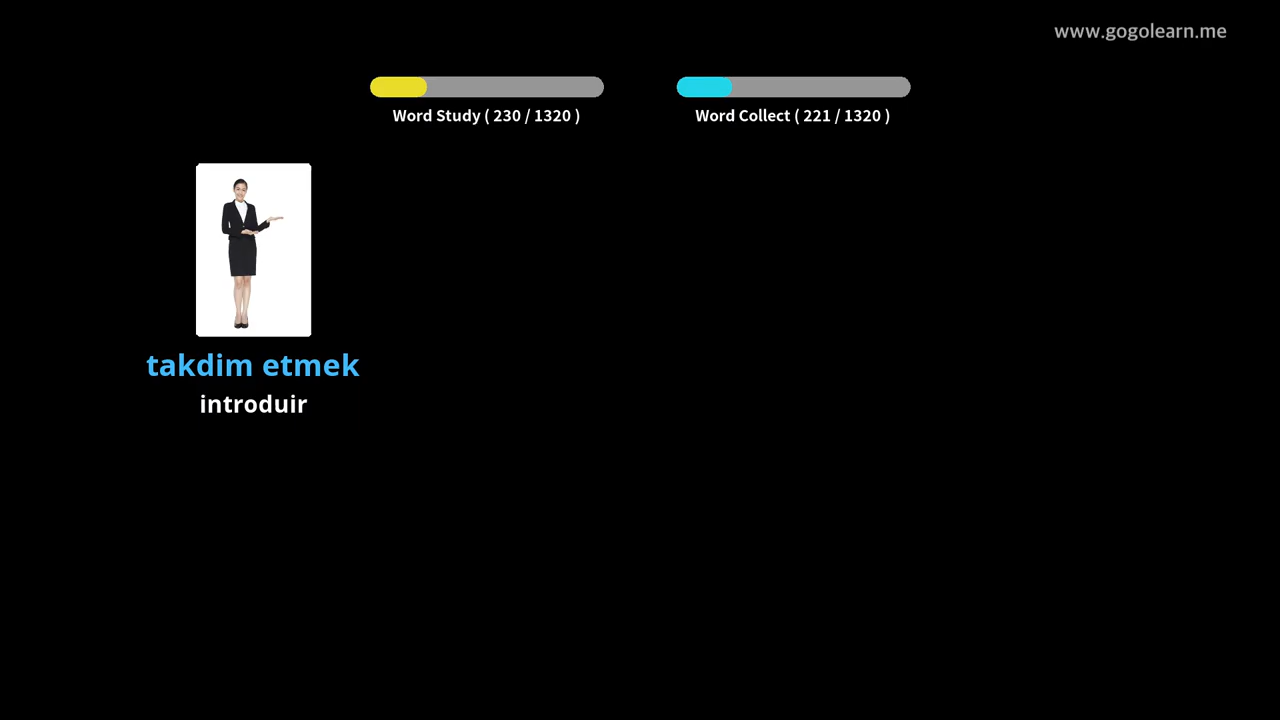 www.gogolearn.me
Word Study ( 230 / 1320 )
Word Collect ( 221 / 1320 )
takdim etmek
introduir